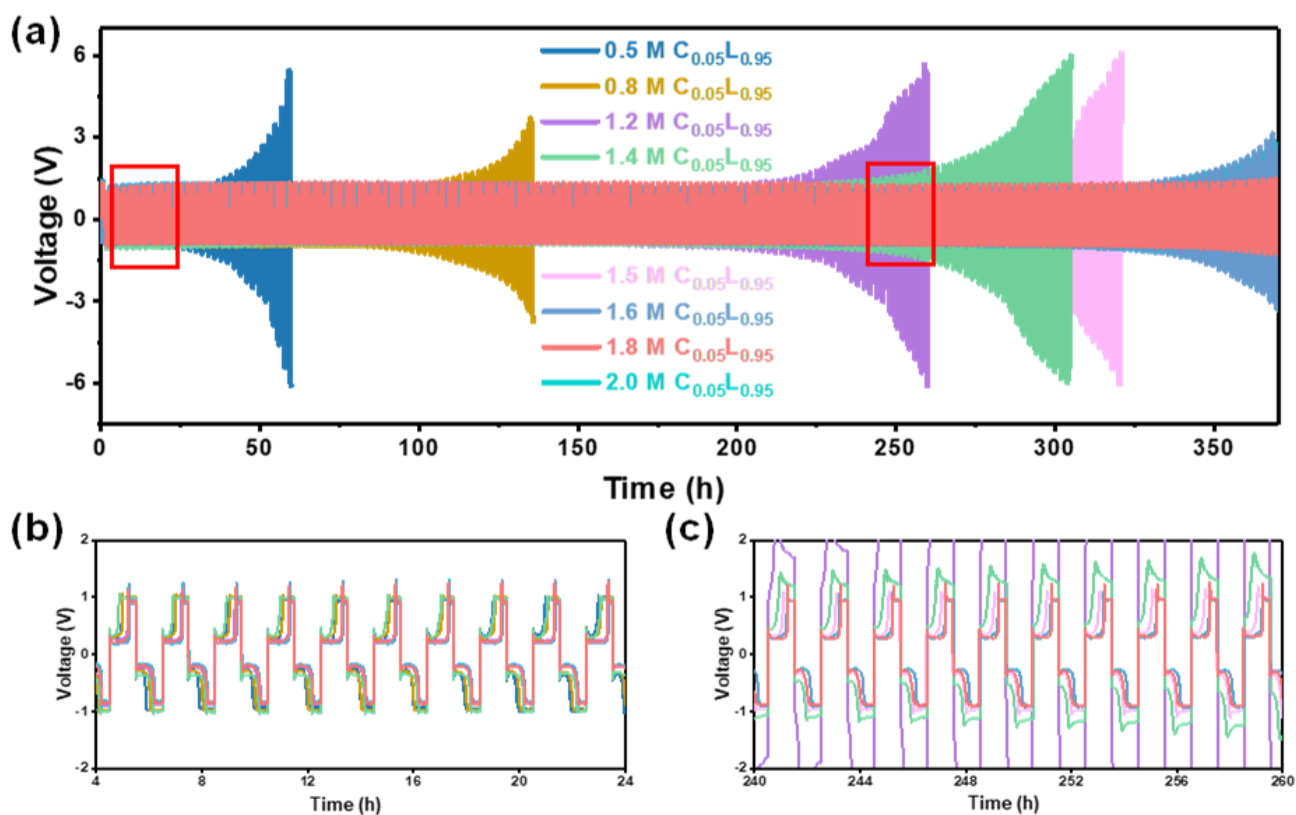 (a)
Voltage (V)
6
3
0
-3
-6
0.5 M C0.05L0.95
0.8 M C0.05L0.95
1.2 M C0.05L0.95
1.4 M C0.05L0.95
1.5 M C0.05L0.95
1.6 M C0.05L0.95
1.8 M C0.05L0.95
2.0 M C0.05L0.95
0 50 100 150 200 250 300 350
Time (h)
(b)
Voltage (V)
2
1
0
-1
-2
4 8 12 16 20 24
Time (h)
(c)
Voltage (V)
2
1
0
-1
-2
240 244 248 252 256 260
Time (h)